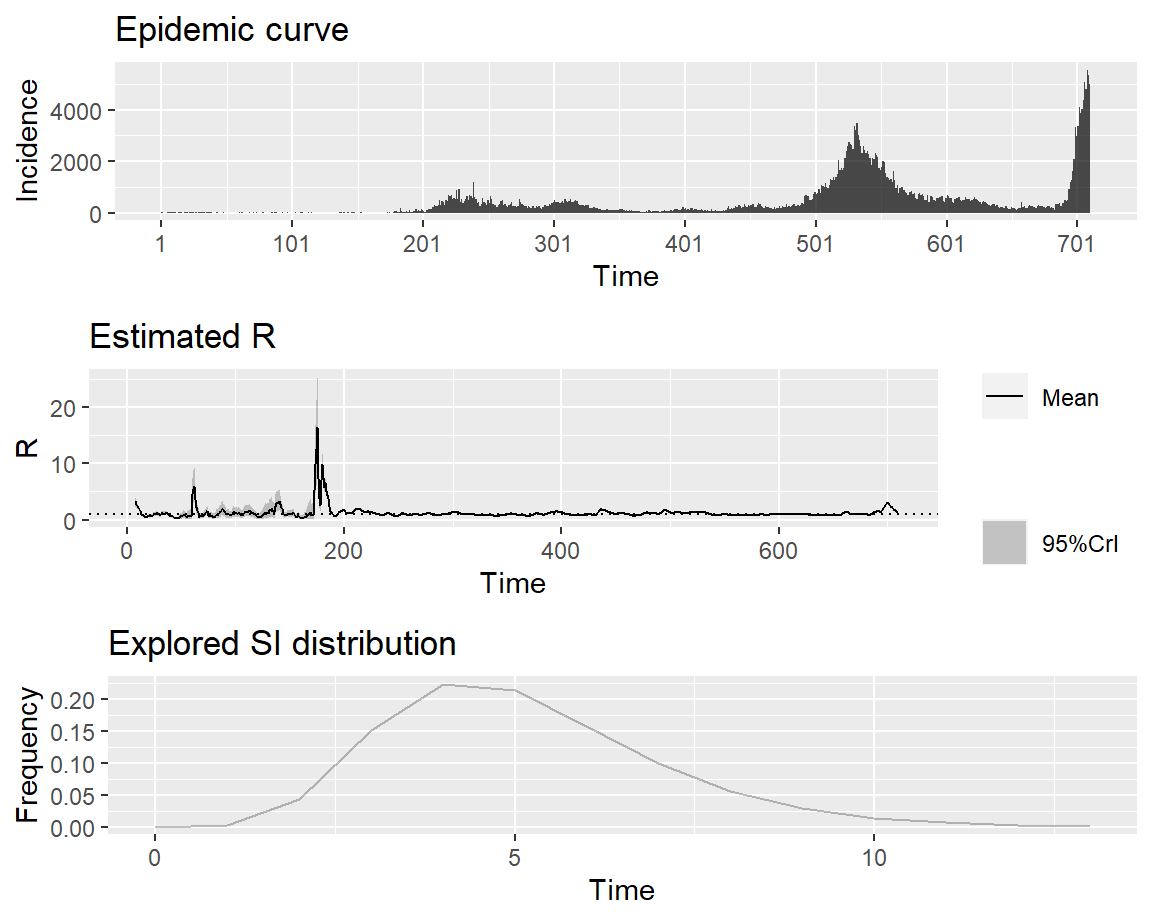 Epidemic curve
Incidence
4000
2000
0
1 101 201 301 401 501 601 701
Time
Estimated R
R
20
10
0
0 200 400 600
Time
Mean
95%CrI
Explored SI distribution
Frequency
0.20
0.15
0.10
0.05
0.00
0 5 10
Time